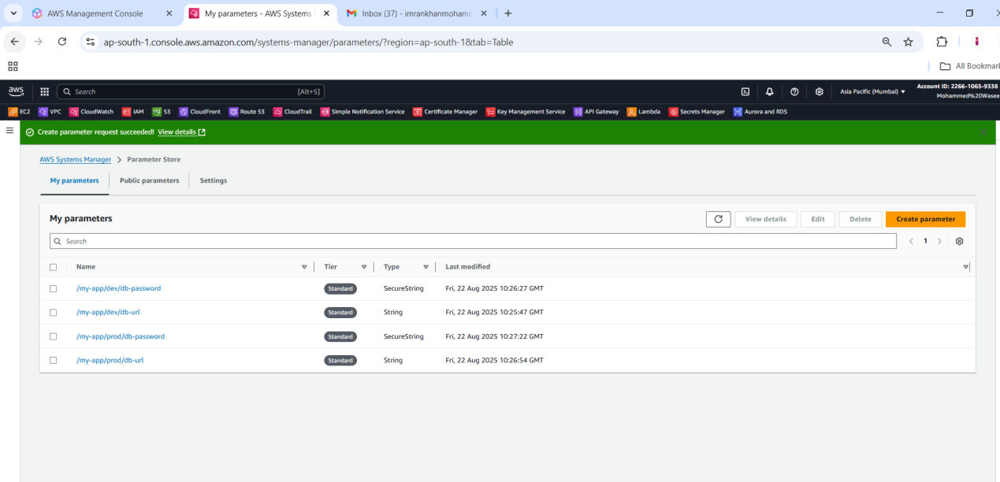 AWS Management Console
My parameters - AWS Systems
Inbox (37) - imrankhanmohamm
ap-south-1.console.aws.amazon.com/systems-manager/parameters/?region=ap-south-1&tab=Table
All Bookmark
aws
Search
[Alt+S]
Asia Pacific (Mumbai)
Account ID: 2266-1065-9338
Mohammed%20Wasee
EC2
VPC
CloudWatch
IAM
S3
CloudFront
Route 53
CloudTrail
Simple Notification Service
Certificate Manager
Key Management Service
API Gateway
Lambda
Secrets Manager
Aurora and RDS
Create parameter request succeeded! View details
AWS Systems Manager > Parameter Store
My parameters
Public parameters
Settings
My parameters
View details
Edit
Delete
Create parameter
Search
1
Name Tier Type Last modified
/my-app/dev/db-password Standard SecureString Fri, 22 Aug 2025 10:26:27 GMT
/my-app/dev/db-url Standard String Fri, 22 Aug 2025 10:25:47 GMT
/my-app/prod/db-password Standard SecureString Fri, 22 Aug 2025 10:27:22 GMT
/my-app/prod/db-url Standard String Fri, 22 Aug 2025 10:26:54 GMT